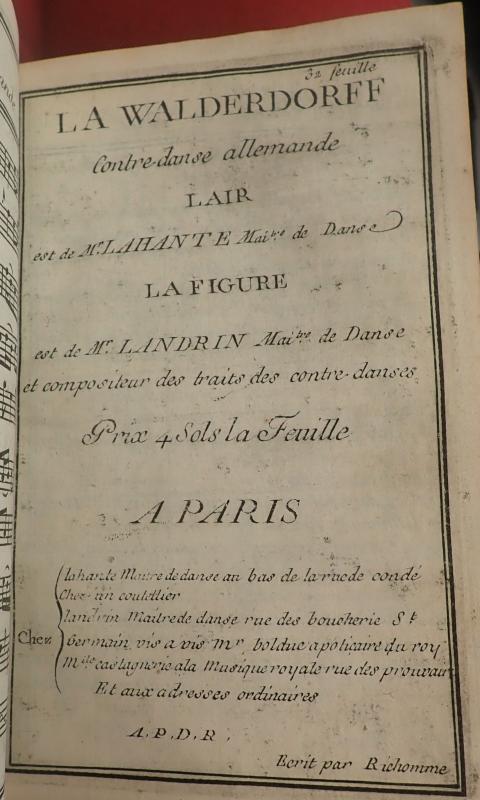 32 feuille
LA WALDERDORFF
Contre-danse allemande
LAIR
est de Mr. LAHANTE Maitre de Danse
LA FIGURE
est de Mr. LANDRIN Maitre de Danse
et compositeur des traits des contre-danses
Prix 4 Sols la Feuille
A PARIS
Chez
lahante Maitre de danse au bas de la rue de condé
Chez un coutellier
landrin Maitre de danse rue des boucherie St
Germain vis a vis mr bolduc apoticaire du roy
Mlle castagnerie a la Musique royale rue des prouvair
Et aux adresses ordinaires
A.P.D.R.
Ecrit par Richomme